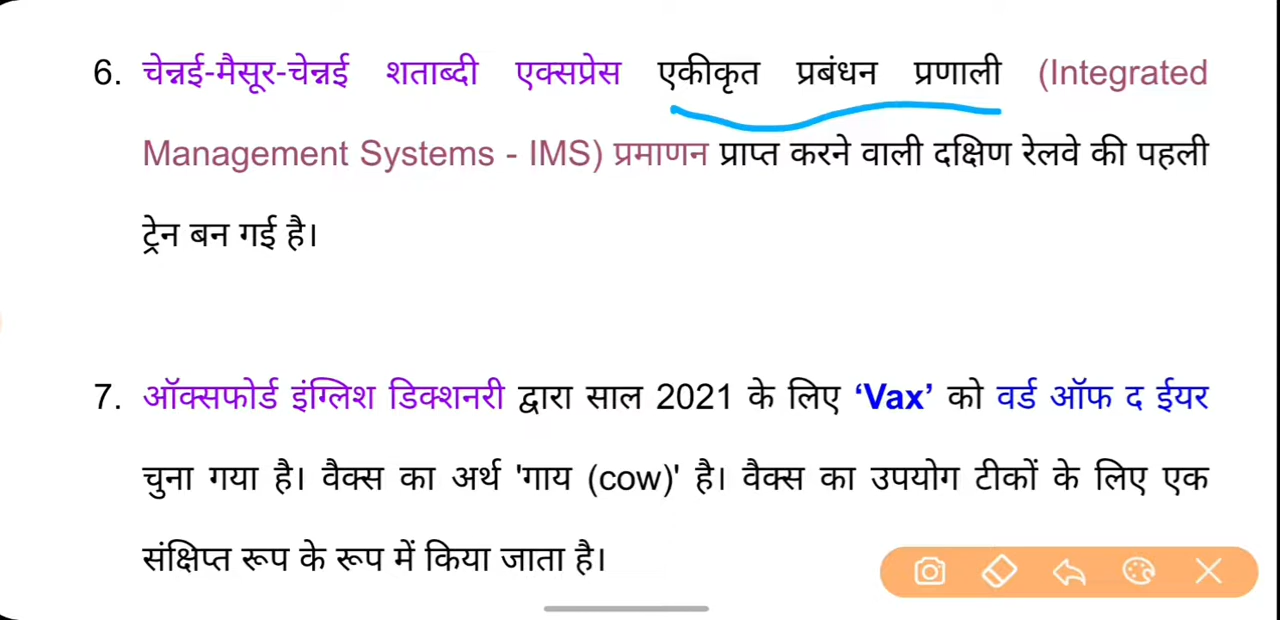 6. चेन्नई-मैसूर-चेन्नई शताब्दी एक्सप्रेस एकीकृत प्रबंधन प्रणाली (Integrated
Management Systems - IMS) प्रमाणन प्राप्त करने वाली दक्षिण रेलवे की पहली
ट्रेन बन गई है।
7. ऑक्सफोर्ड इंग्लिश डिक्शनरी द्वारा साल 2021 के लिए ‘Vax’ को वर्ड ऑफ द ईयर
चुना गया है। वैक्स का अर्थ 'गाय (cow)' है। वैक्स का उपयोग टीकों के लिए एक
संक्षिप्त रूप के रूप में किया जाता है।